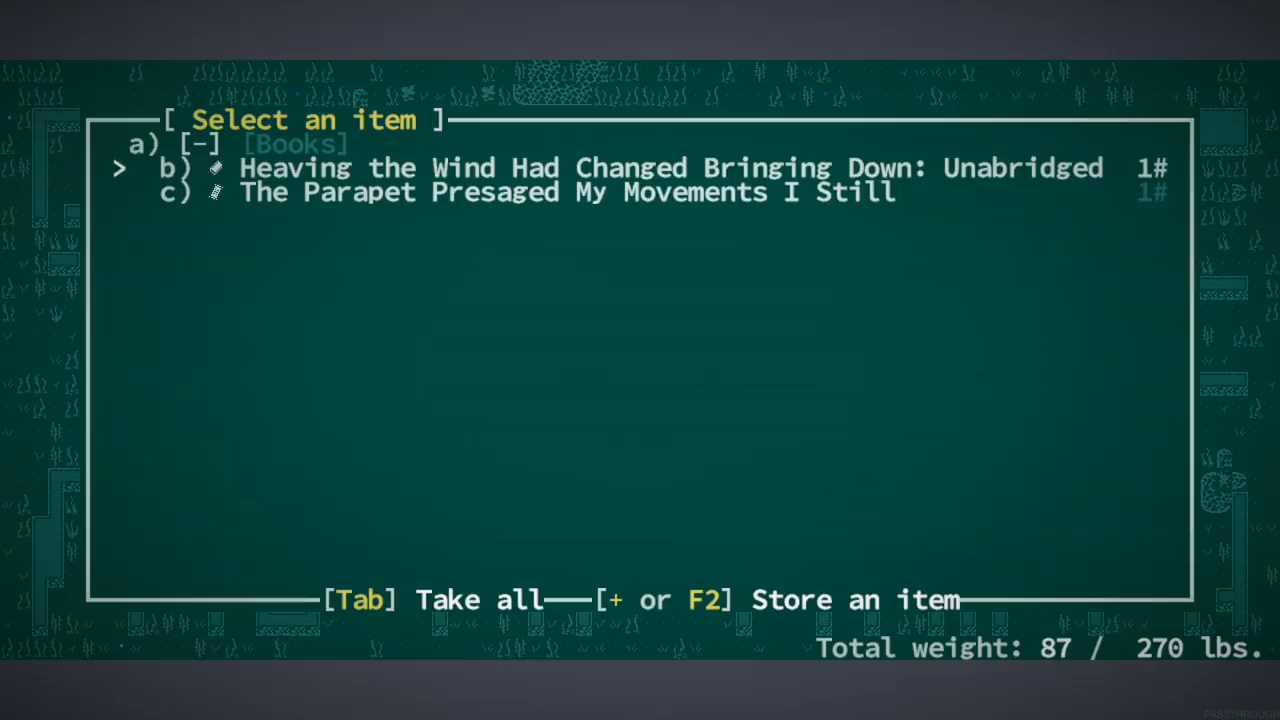 [ Select an item ]
a) [-] [Books]
> b) Heaving the Wind Had Changed Bringing Down: Unabridged 1#
c) The Parapet Presaged My Movements I Still 1#
[Tab] Take all [+ or F2] Store an item
Total weight: 87 / 270 lbs.
PASSTHROUGH